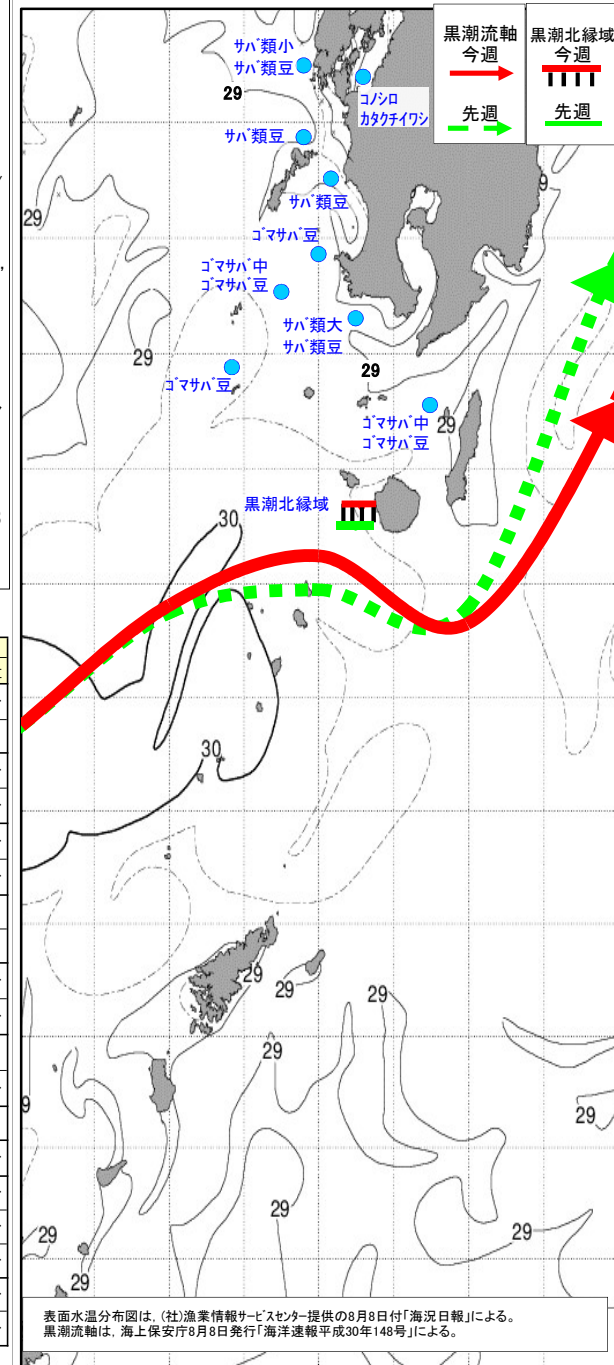 黒潮流軸
今週
先週
黒潮北縁域
今週
先週
サバ類小
サバ類豆
29
コノシロ
カタクチイワシ
サバ類豆
サバ類豆
9
29
ゴマサバ豆
ゴマサバ中
ゴマサバ豆
サバ類大
サバ類豆
29
29
ゴマサバ豆
ゴマサバ中
ゴマサバ豆
29
黒潮北縁域
30
30
29
29
29
29
9
29
29
29
29
29
表面水温分布図は，(社)漁業情報サービスセンター提供の8月8日付「海況日報」による。
黒潮流軸は，海上保安庁8月8日発行「海洋速報平成30年148号」による。